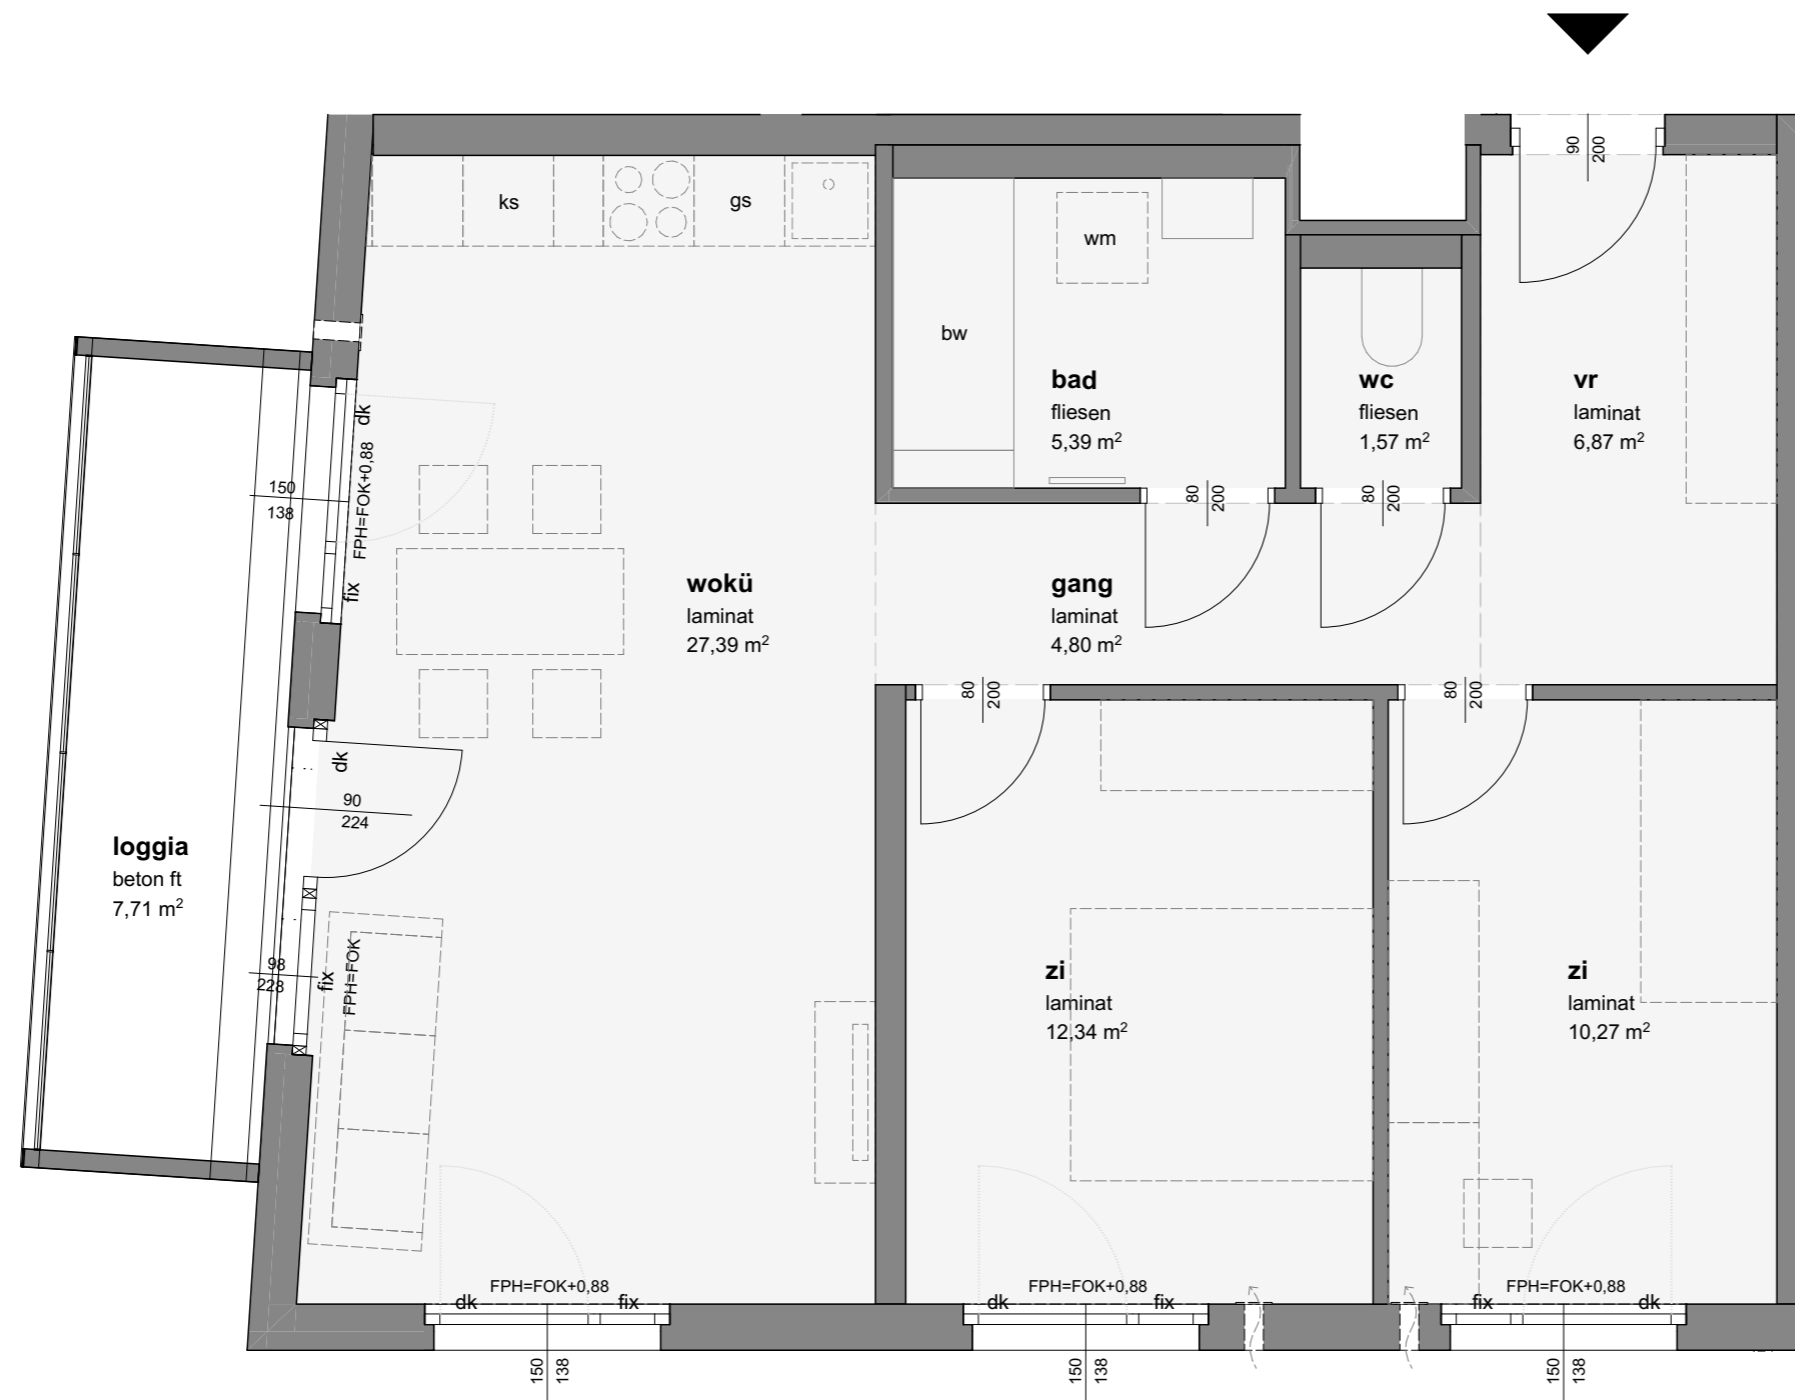 90
200
ks
gs
wm
bw
bad
fliesen
5,39 m²
wc
fliesen
1,57 m²
vr
laminat
6,87 m²
dk
FPH=FOK+0,88
fix
150
138
80
200
80
200
wokü
laminat
27,39 m²
gang
laminat
4,80 m²
80
200
80
200
dk
90
224
loggia
beton ft
7,71 m²
98
228
fix
FPH=FOK
zi
laminat
12,34 m²
zi
laminat
10,27 m²
FPH=FOK+0,88
dk
fix
FPH=FOK+0,88
dk
fix
FPH=FOK+0,88
fix
dk
150
138
150
138
150
138